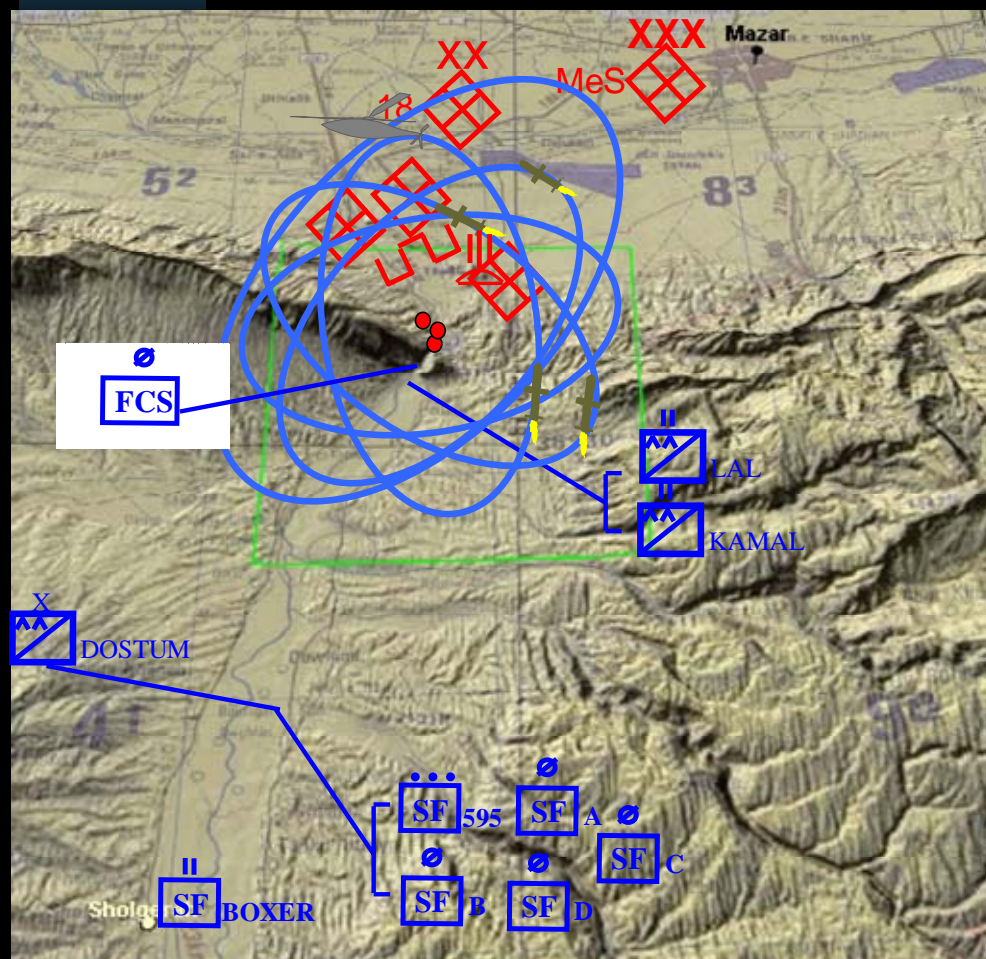 XX
XXX
Mazar
18
MeS
5²
8³
III
FCS
II
LAL
II
KAMAL
X
DOSTUM
4¹
SF 595
SF A
SF C
SF B
SF D
II
SF BOXER